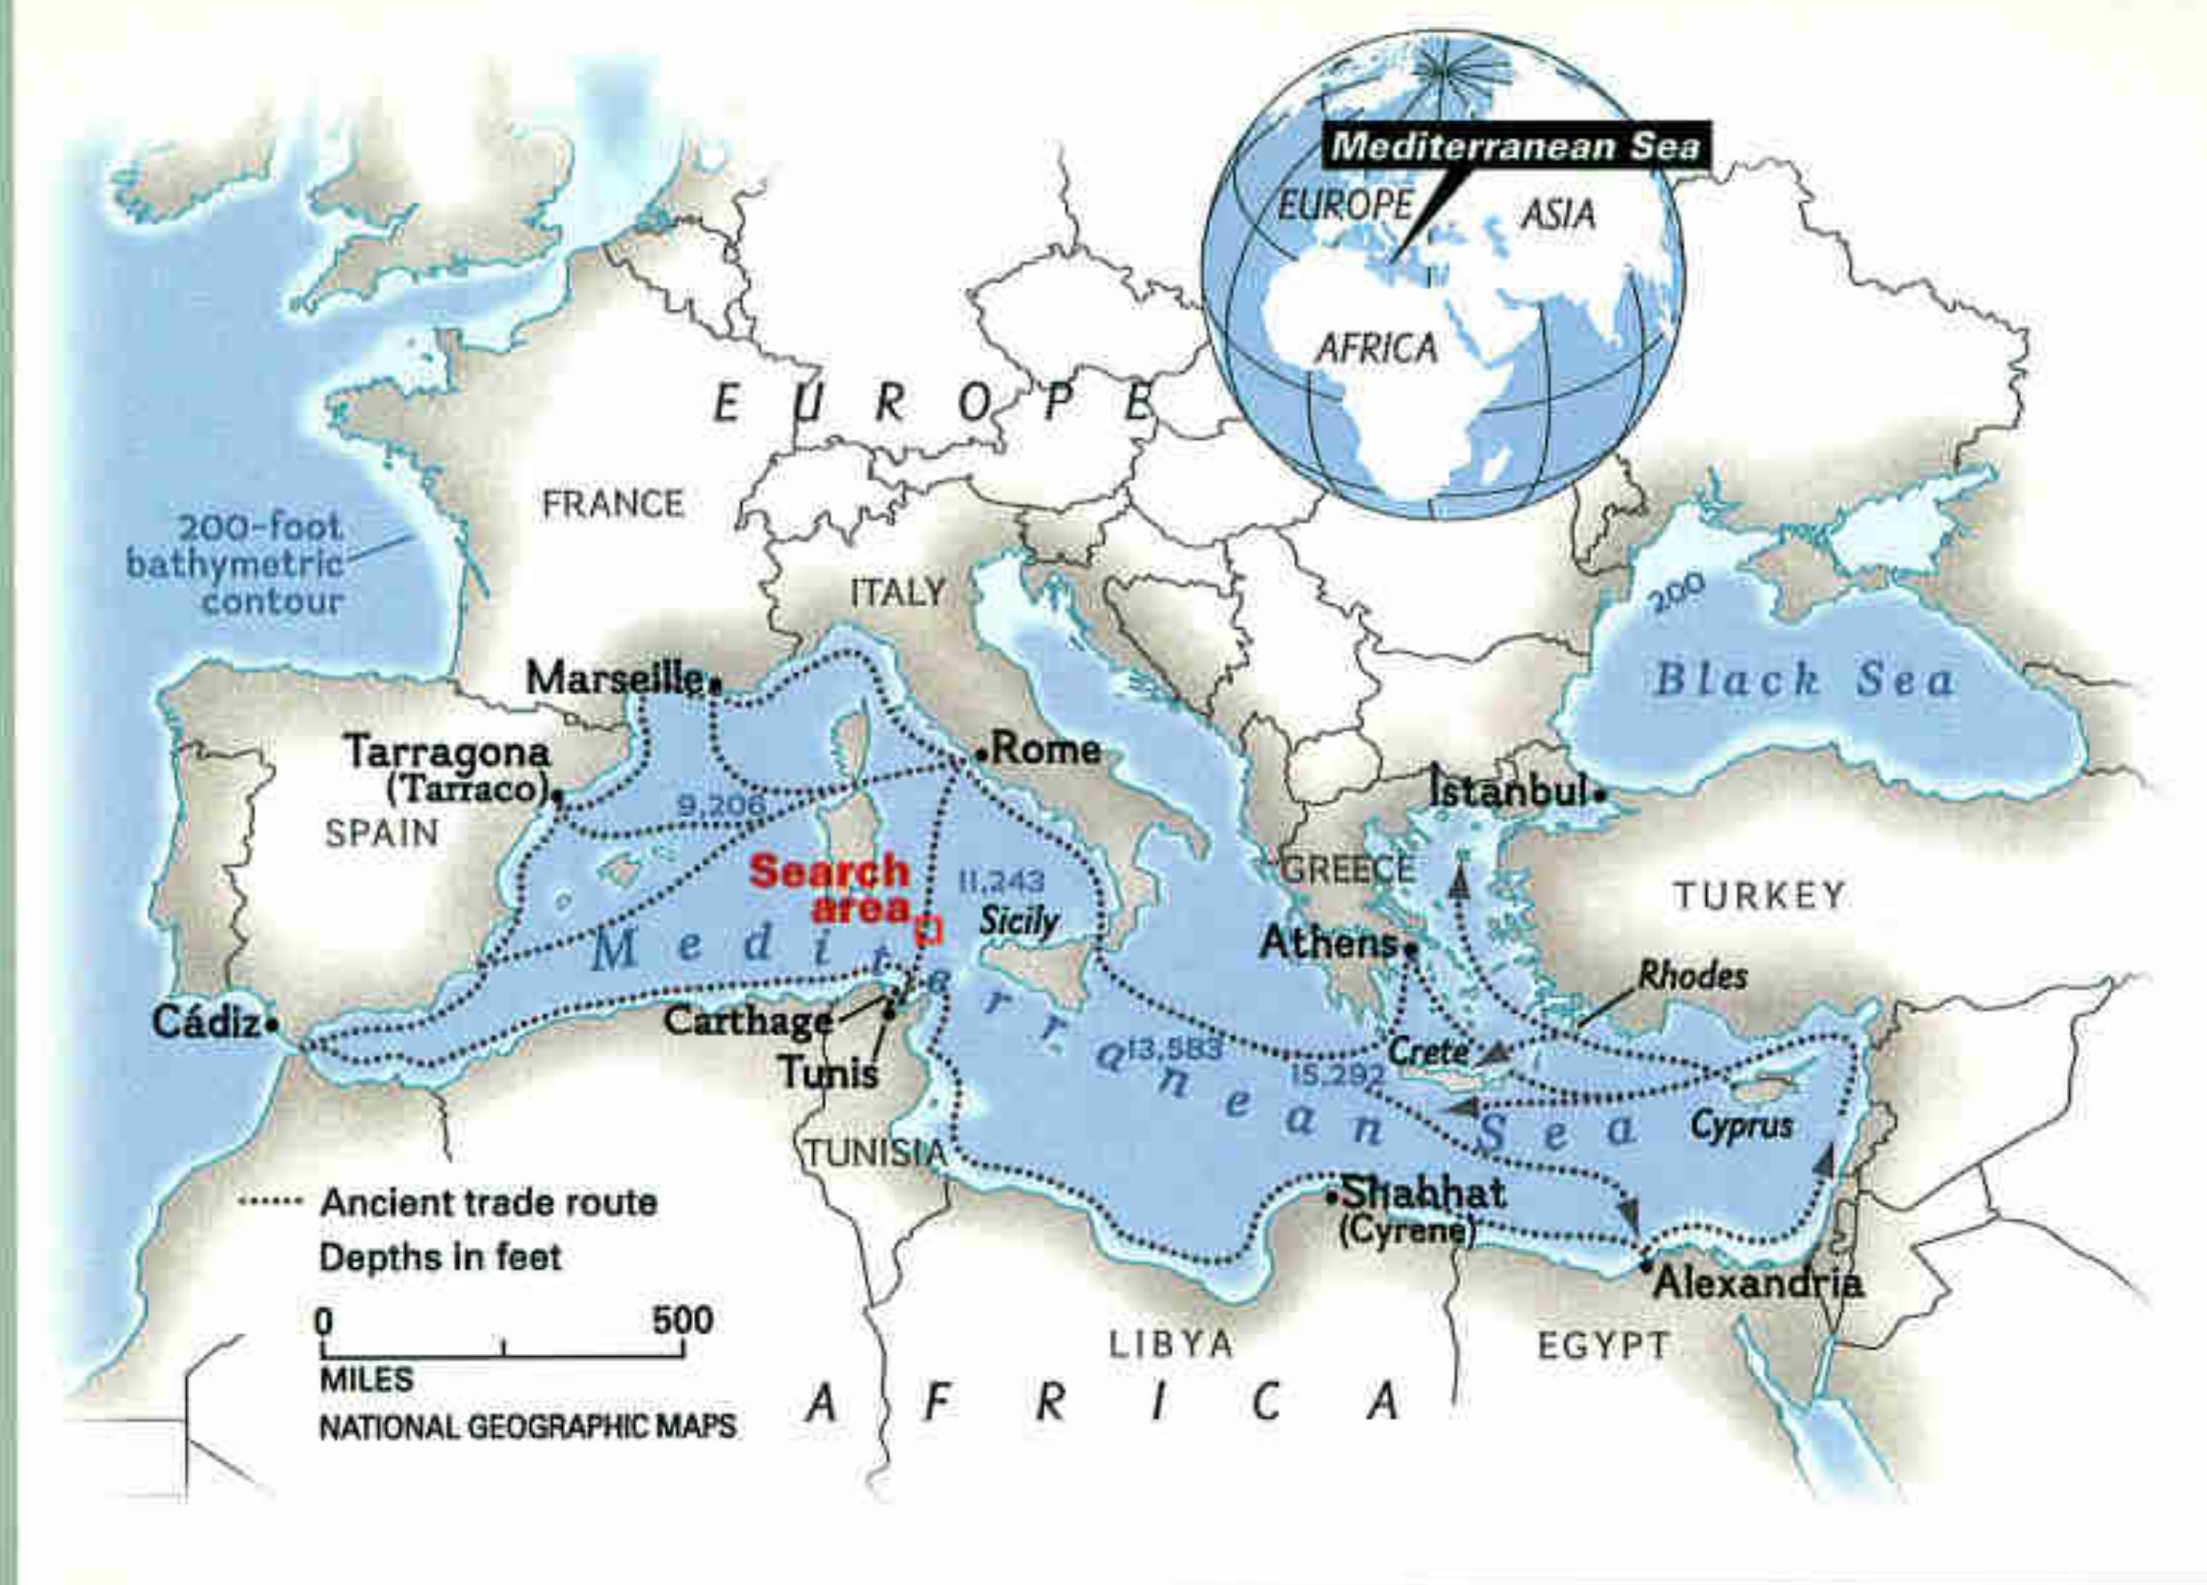 Mediterranean Sea
EUROPE
ASIA
AFRICA
EUROPE
FRANCE
200-foot
bathymetric
contour
ITALY
200
Black Sea
Marseille
Tarragona
(Tarraco)
SPAIN
Rome
9,206
Istanbul
GREECE
TURKEY
Search
area
11,243
Sicily
Athens
Rhodes
Cádiz
Carthage
Tunis
Mediterranean Sea
13,583
15,292
Crete
Cyprus
TUNISIA
Shahhat
(Cyrene)
Alexandria
Ancient trade route
Depths in feet
0 500
MILES
NATIONAL GEOGRAPHIC MAPS
LIBYA
EGYPT
AFRICA